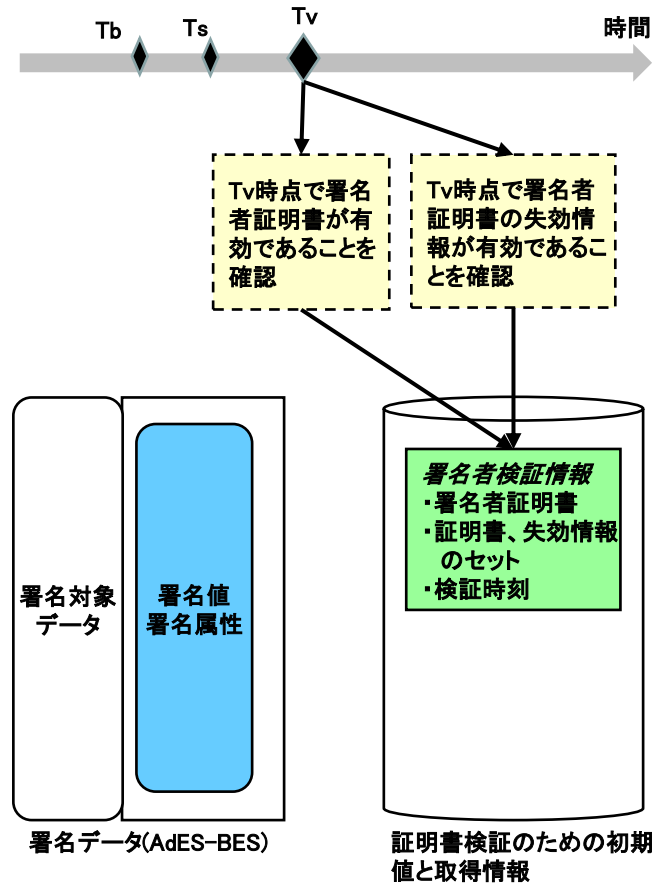 Tb
Ts
Tv
時間
Tv時点で署名
者証明書が有
効であることを
確認
Tv時点で署名者
証明書の失効情
報が有効であるこ
とを確認
署名者検証情報
・署名者証明書
・証明書、失効情報
のセット
・検証時刻
署名対象
データ
署名値
署名属性
署名データ(AdES-BES)
証明書検証のための初期
値と取得情報